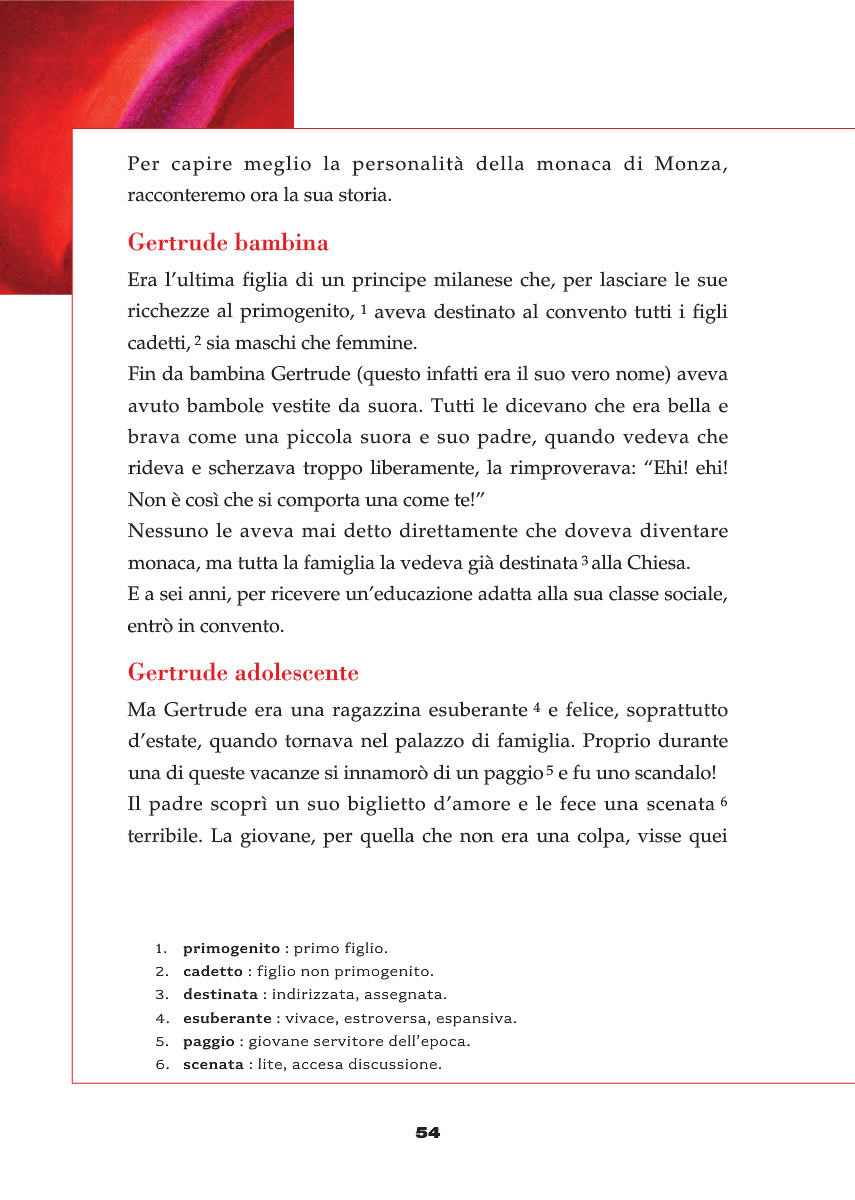 Per capire meglio la personalità della monaca di Monza,
racconteremo ora la sua storia.
Gertrude bambina
Era l’ultima figlia di un principe milanese che, per lasciare le sue
ricchezze al primogenito, 1 aveva destinato al convento tutti i figli
cadetti, 2 sia maschi che femmine.
Fin da bambina Gertrude (questo infatti era il suo vero nome) aveva
avuto bambole vestite da suora. Tutti le dicevano che era bella e
brava come una piccola suora e suo padre, quando vedeva che
rideva e scherzava troppo liberamente, la rimproverava: “Ehi! ehi!
Non è così che si comporta una come te!”
Nessuno le aveva mai detto direttamente che doveva diventare
monaca, ma tutta la famiglia la vedeva già destinata 3 alla Chiesa.
E a sei anni, per ricevere un’educazione adatta alla sua classe sociale,
entrò in convento.
Gertrude adolescente
Ma Gertrude era una ragazzina esuberante 4 e felice, soprattutto
d’estate, quando tornava nel palazzo di famiglia. Proprio durante
una di queste vacanze si innamorò di un paggio 5 e fu uno scandalo!
Il padre scoprì un suo biglietto d’amore e le fece una scenata 6
terribile. La giovane, per quella che non era una colpa, visse quei
1. primogenito : primo figlio.
2. cadetto : figlio non primogenito.
3. destinata : indirizzata, assegnata.
4. esuberante : vivace, estroversa, espansiva.
5. paggio : giovane servitore dell’epoca.
6. scenata : lite, accesa discussione.
54